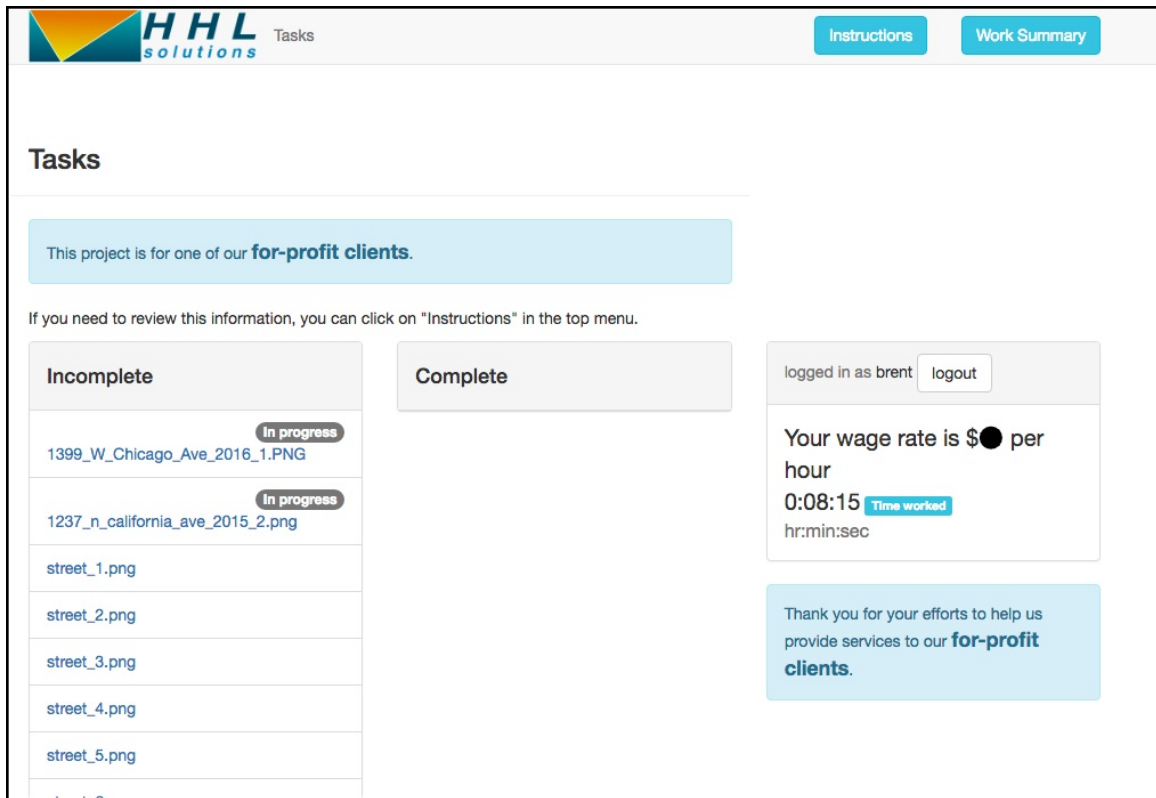 HHL
solutions
Tasks
Instructions
Work Summary
Tasks
This project is for one of our for-profit clients.
If you need to review this information, you can click on "Instructions" in the top menu.
Incomplete
In progress
1399_W_Chicago_Ave_2016_1.PNG
In progress
1237_n_california_ave_2015_2.png
street_1.png
street_2.png
street_3.png
street_4.png
street_5.png
Complete
logged in as brent logout
Your wage rate is $ per
hour
0:08:15 Time worked
hr:min:sec
Thank you for your efforts to help us
provide services to our for-profit
clients.